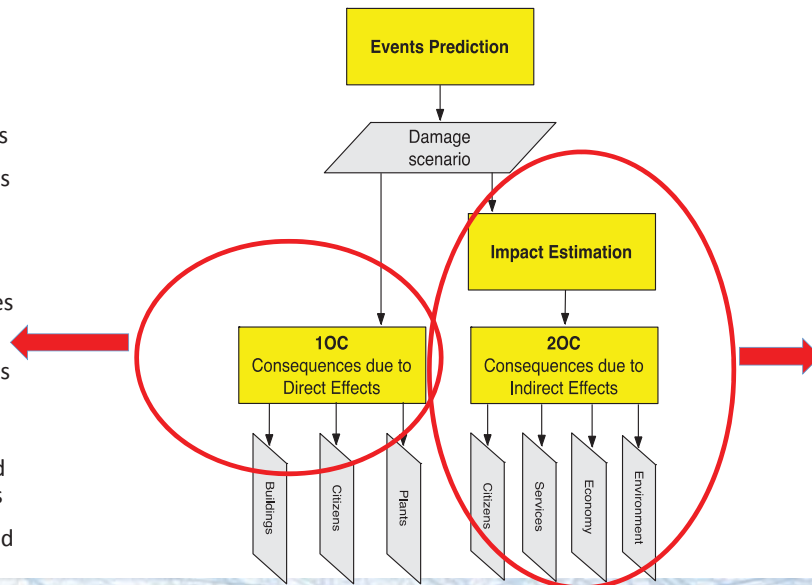 Events Prediction
Damage
scenario
Impact Estimation
1OC
Consequences due to
Direct Effects
2OC
Consequences due to
Indirect Effects
Buildings
Citizens
Plants
Citizens
Services
Economy
Environment